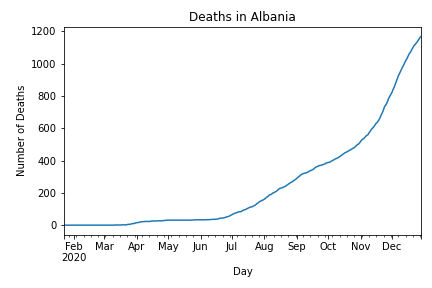 Deaths in Albania
1200
1000
800
600
400
200
0
Number of Deaths
Feb Mar Apr May Jun Jul Aug Sep Oct Nov Dec
2020
Day